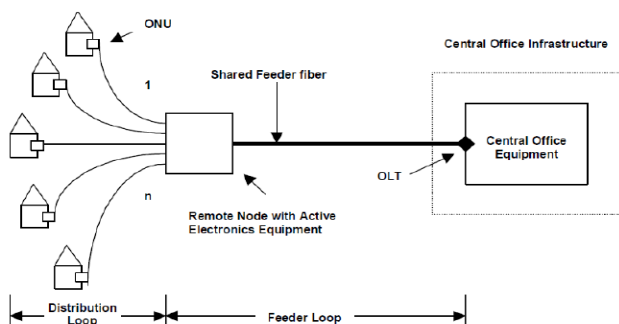 ONU
Central Office Infrastructure
Shared Feeder fiber
1
Central Office
Equipment
OLT
n
Remote Node with Active
Electronics Equipment
Distribution
Loop
Feeder Loop